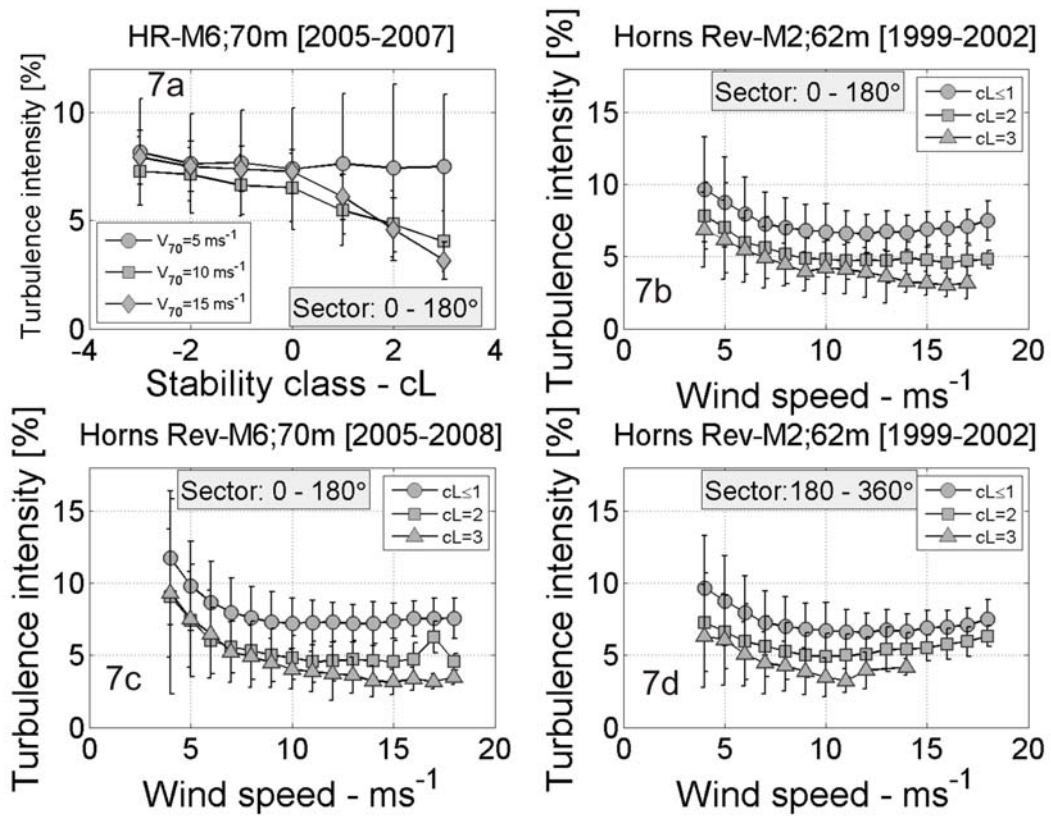 HR-M6;70m [2005-2007]
7a
Turbulence intensity [%]
10
5
0
V70=5 ms-1
V70=10 ms-1
V70=15 ms-1
Sector: 0 - 180°
-4
-2
0
2
4
Stability class - cL
Horns Rev-M2;62m [1999-2002]
Turbulence intensity [%]
15
10
5
0
Sector: 0 - 180°
cL≤1
cL=2
cL=3
7b
0
5
10
15
20
Wind speed - ms-1
Horns Rev-M6;70m [2005-2008]
Turbulence intensity [%]
15
10
5
0
Sector: 0 - 180°
cL≤1
cL=2
cL=3
7c
0
5
10
15
20
Wind speed - ms-1
Horns Rev-M2;62m [1999-2002]
Turbulence intensity [%]
15
10
5
0
Sector:180 - 360°
cL≤1
cL=2
cL=3
7d
0
5
10
15
20
Wind speed - ms-1